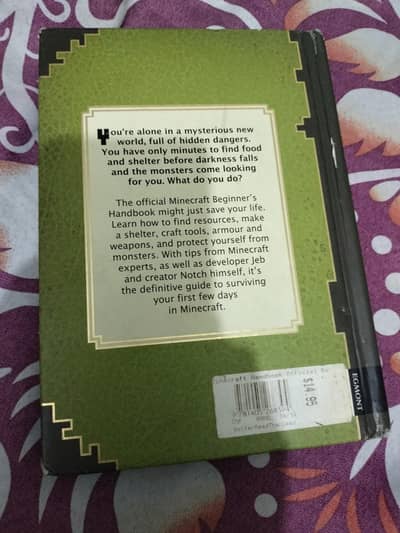 You're alone in a mysterious new
world, full of hidden dangers.
You have only minutes to find food
and shelter before darkness falls
and the monsters come looking
for you. What do you do?
The official Minecraft Beginner's
Handbook might just save your life.
Learn how to find resources, make
a shelter, craft tools, armour and
weapons, and protect yourself from
monsters. With tips from Minecraft
experts, as well as developer Jeb
and creator Notch himself, it's
the definitive guide to surviving
your first few days
in Minecraft.
Handbook Official
$14.95
EGMONT